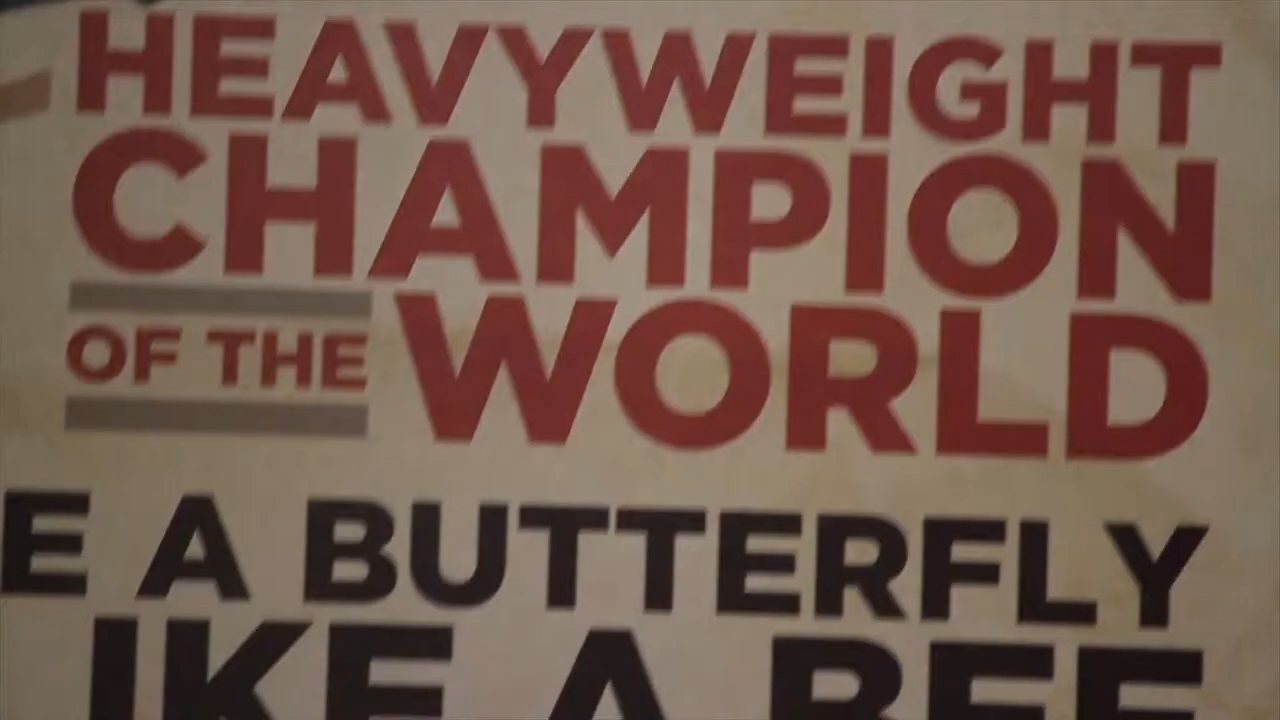 HEAVYWEIGHT
CHAMPION
OF THE WORLD
E A BUTTERFLY
IKE A BEE